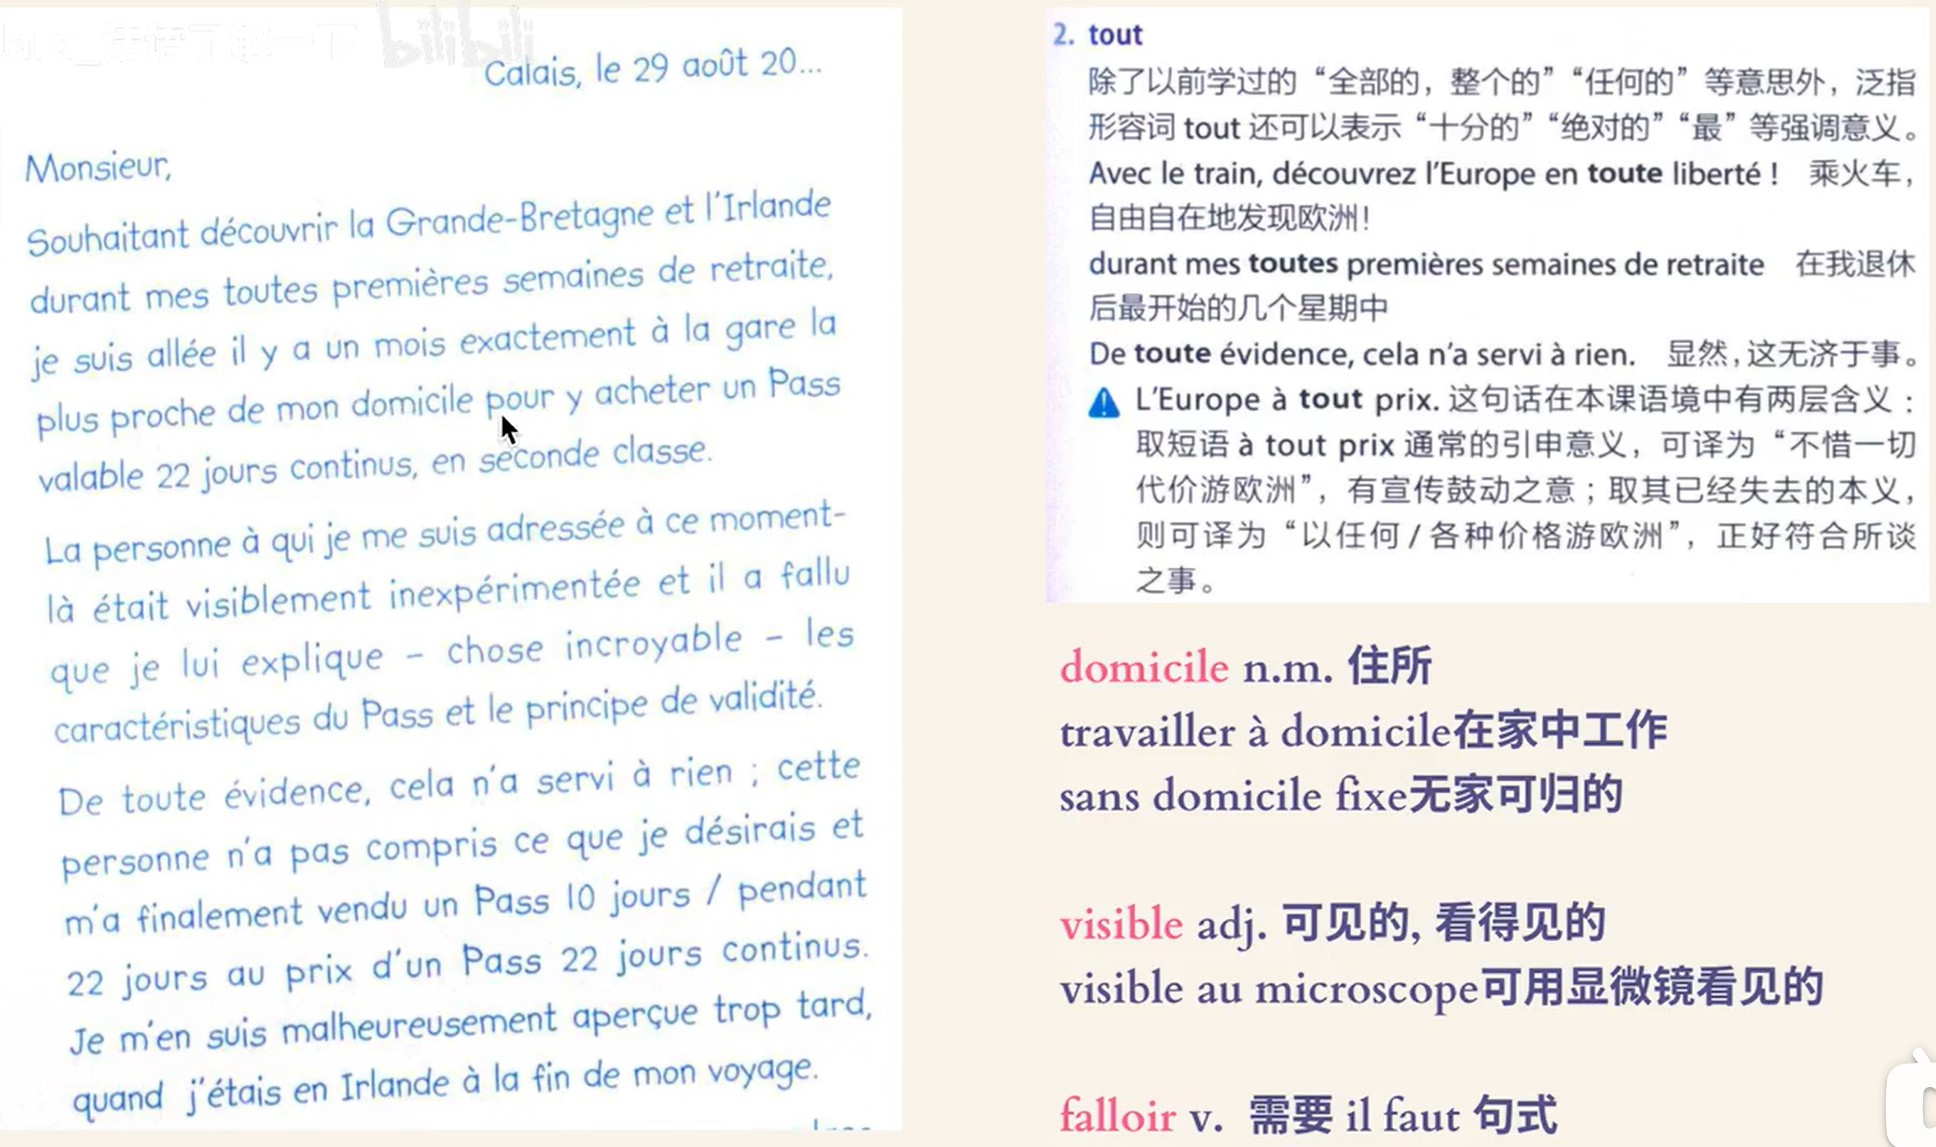 bilibili
Calais, le 29 août 20...
Monsieur,
Souhaitant découvrir la Grande-Bretagne et l'Irlande
durant mes toutes premières semaines de retraite,
je suis allée il y a un mois exactement à la gare la
plus proche de mon domicile pour y acheter un Pass
valable 22 jours continus, en seconde classe.
La personne à qui je me suis adressée à ce moment-
là était visiblement inexpérimentée et il a fallu
que je lui explique – chose incroyable – les
caractéristiques du Pass et le principe de validité.
De toute évidence, cela n'a servi à rien ; cette
personne n'a pas compris ce que je désirais et
m'a finalement vendu un Pass 10 jours / pendant
22 jours au prix d'un Pass 22 jours continus.
Je m'en suis malheureusement aperçue trop tard,
quand j'étais en Irlande à la fin de mon voyage.
2. tout
除了以前学过的“全部的，整个的”“任何的”等意思外，泛指
形容词 tout 还可以表示“十分的”“绝对的”“最”等强调意义。
Avec le train, découvrez l'Europe en toute liberté ! 乘火车，
自由自在地发现欧洲！
durant mes toutes premières semaines de retraite 在我退休
后最开始的几个星期中
De toute évidence, cela n'a servi à rien. 显然，这无济于事。
L'Europe à tout prix. 这句话在本课语境中有两层含义：
取短语 à tout prix 通常的引申意义，可译为“不惜一切
代价游欧洲”，有宣传鼓动之意；取其已经失去的本义，
则可译为“以任何/各种价格游欧洲”，正好符合所谈
之事。
domicile n.m. 住所
travailler à domicile在家中工作
sans domicile fixe无家可归的
visible adj. 可见的, 看得见的
visible au microscope可用显微镜看见的
falloir v. 需要 il faut 句式